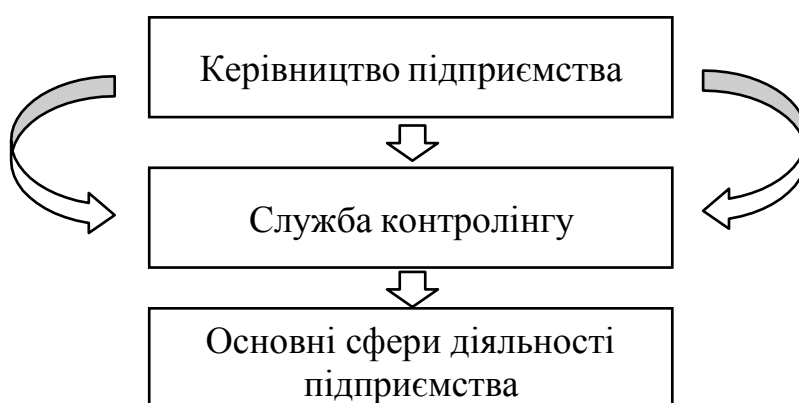 Керівництво підприємства
Служба контролінгу
Основні сфери діяльності
підприємства